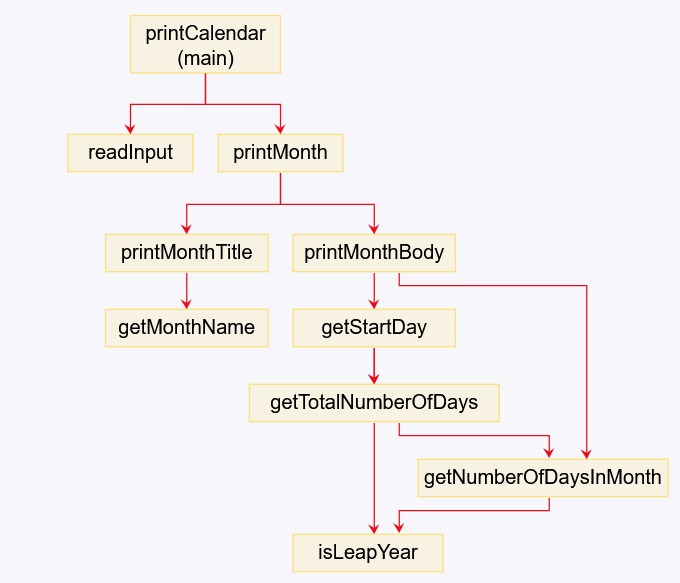 printCalendar
(main)
readInput
printMonth
printMonthTitle
printMonthBody
getMonthName
getStartDay
getTotalNumberOfDays
getNumberOfDaysInMonth
isLeapYear